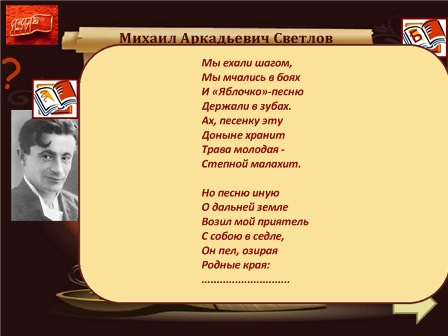 Михаил Аркадьевич Светлов
Б
?
А
Мы ехали шагом,
Мы мчались в боях
И «Яблочко»-песню
Держали в зубах.
Ах, песенку эту
Доныне хранит
Трава молодая -
Степной малахит.
Но песню иную
О дальней земле
Возил мой приятель
С собою в седле,
Он пел, озирая
Родные края:
..............................